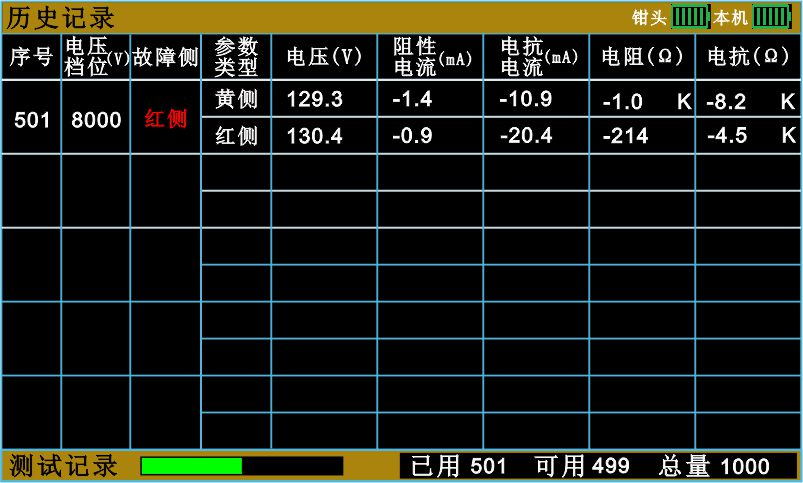 历史记录 钳头 本机
序号 电压档位(V) 故障侧 参数类型 电压(V) 阻性电流(mA) 电抗电流(mA) 电阻(Ω) 电抗(Ω)
501 8000 红侧 黄侧 129.3 -1.4 -10.9 -1.0 K -8.2 K
红侧 130.4 -0.9 -20.4 -214 -4.5 K
测试记录 已用 501 可用 499 总量 1000